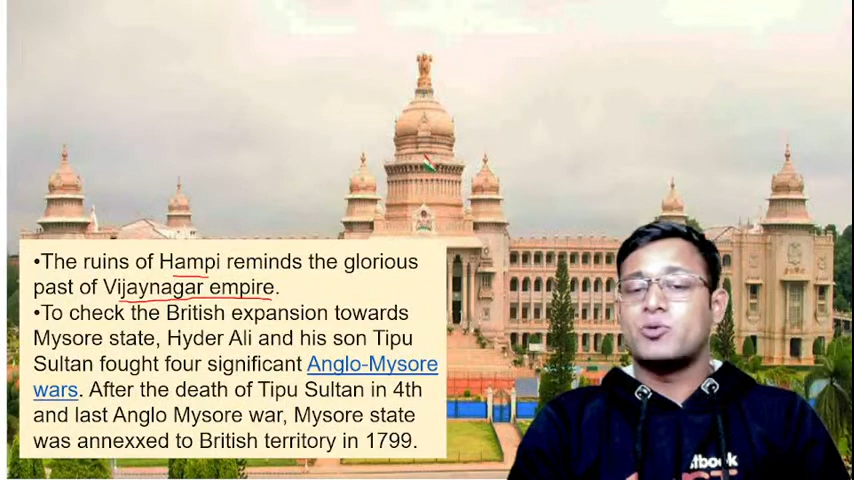 •The ruins of Hampi reminds the glorious
past of Vijaynagar empire.
•To check the British expansion towards
Mysore state, Hyder Ali and his son Tipu
Sultan fought four significant Anglo-Mysore
wars. After the death of Tipu Sultan in 4th
and last Anglo Mysore war, Mysore state
was annexxed to British territory in 1799.